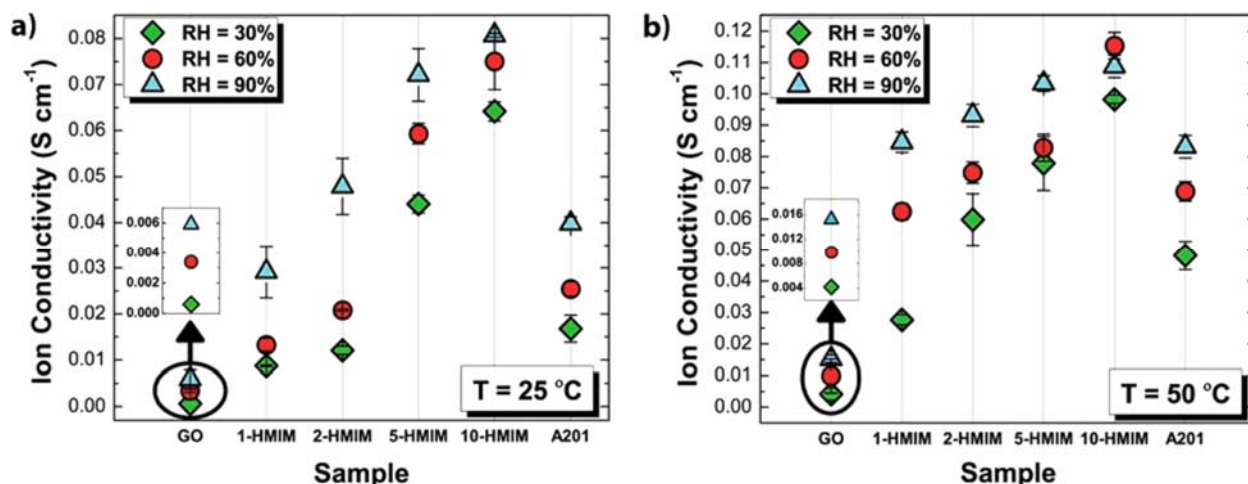 a)
RH = 30%
RH = 60%
RH = 90%
Ion Conductivity (S cm⁻¹)
0.08
0.07
0.06
0.05
0.04
0.03
0.02
0.01
0.00
0.006
0.004
0.002
0.000
T = 25 °C
GO 1-HMIM 2-HMIM 5-HMIM 10-HMIM A201
Sample
b)
RH = 30%
RH = 60%
RH = 90%
Ion Conductivity (S cm⁻¹)
0.12
0.11
0.10
0.09
0.08
0.07
0.06
0.05
0.04
0.03
0.02
0.01
0.00
0.016
0.012
0.008
0.004
T = 50 °C
GO 1-HMIM 2-HMIM 5-HMIM 10-HMIM A201
Sample